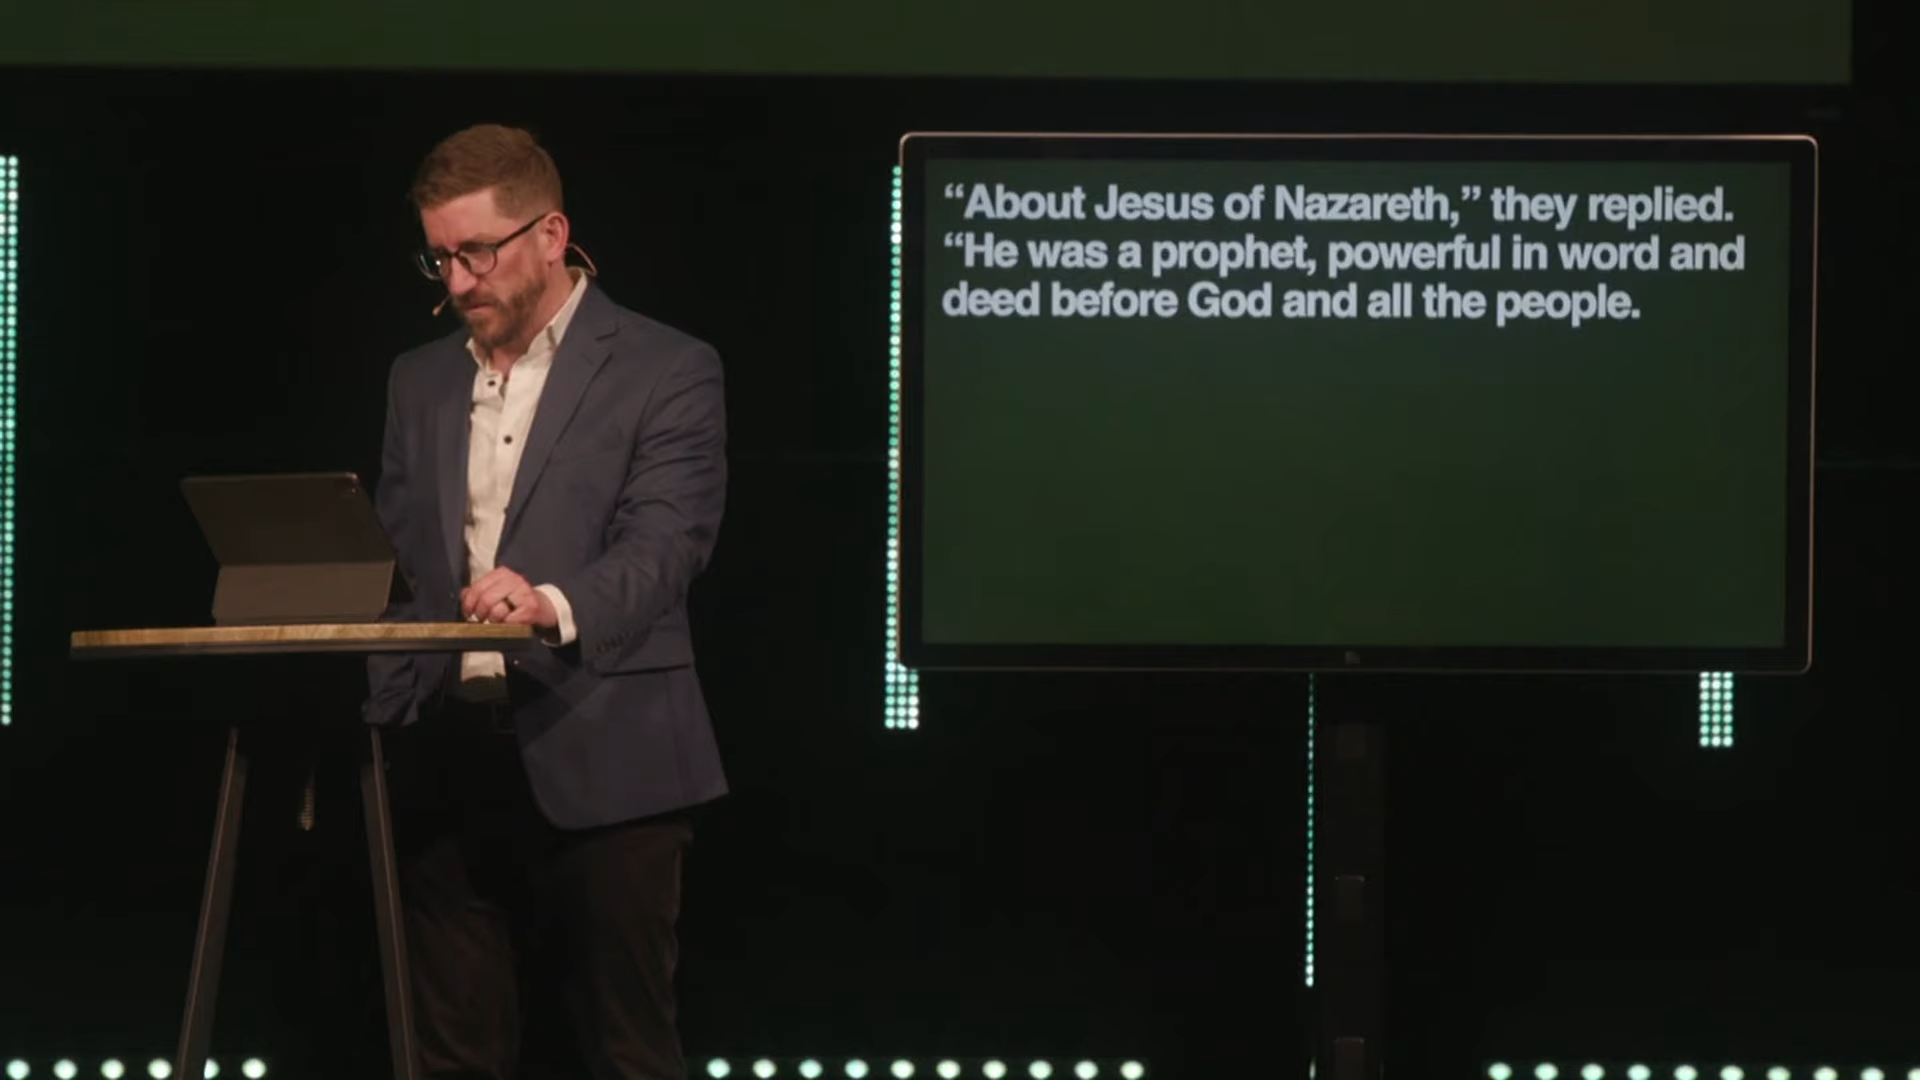 “About Jesus of Nazareth,” they replied.
“He was a prophet, powerful in word and
deed before God and all the people.